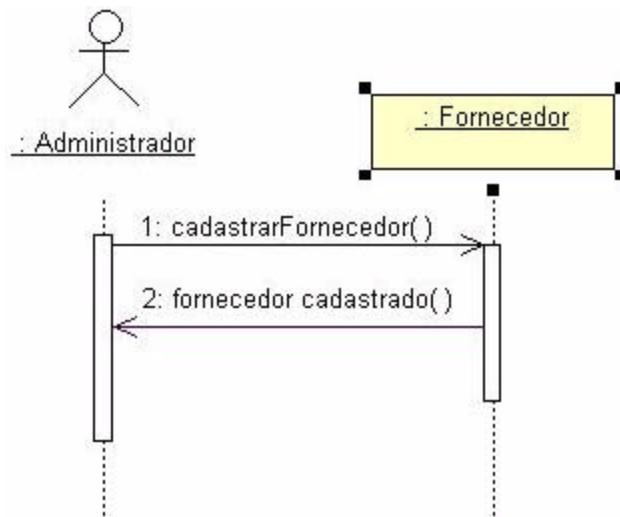 : Administrador
: Fornecedor
1: cadastrarFornecedor( )
2: fornecedor cadastrado( )